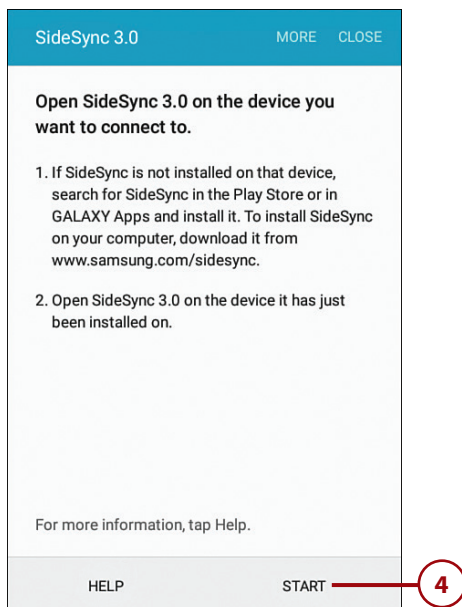 SideSync 3.0 MORE CLOSE
Open SideSync 3.0 on the device you
want to connect to.
1. If SideSync is not installed on that device,
search for SideSync in the Play Store or in
GALAXY Apps and install it. To install SideSync
on your computer, download it from
www.samsung.com/sidesync.
2. Open SideSync 3.0 on the device it has just
been installed on.
For more information, tap Help.
HELP START 4